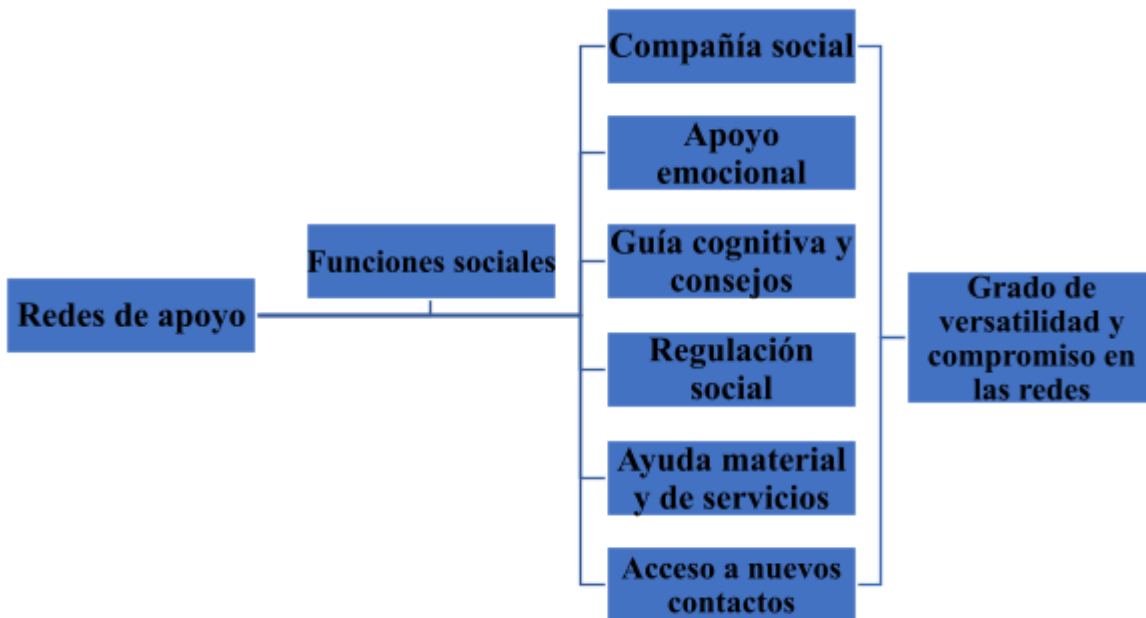 Redes de apoyo
Funciones sociales
Compañía social
Apoyo
emocional
Guía cognitiva y
consejos
Regulación
social
Ayuda material
y de servicios
Acceso a nuevos
contactos
Grado de
versatilidad y
compromiso en
las redes